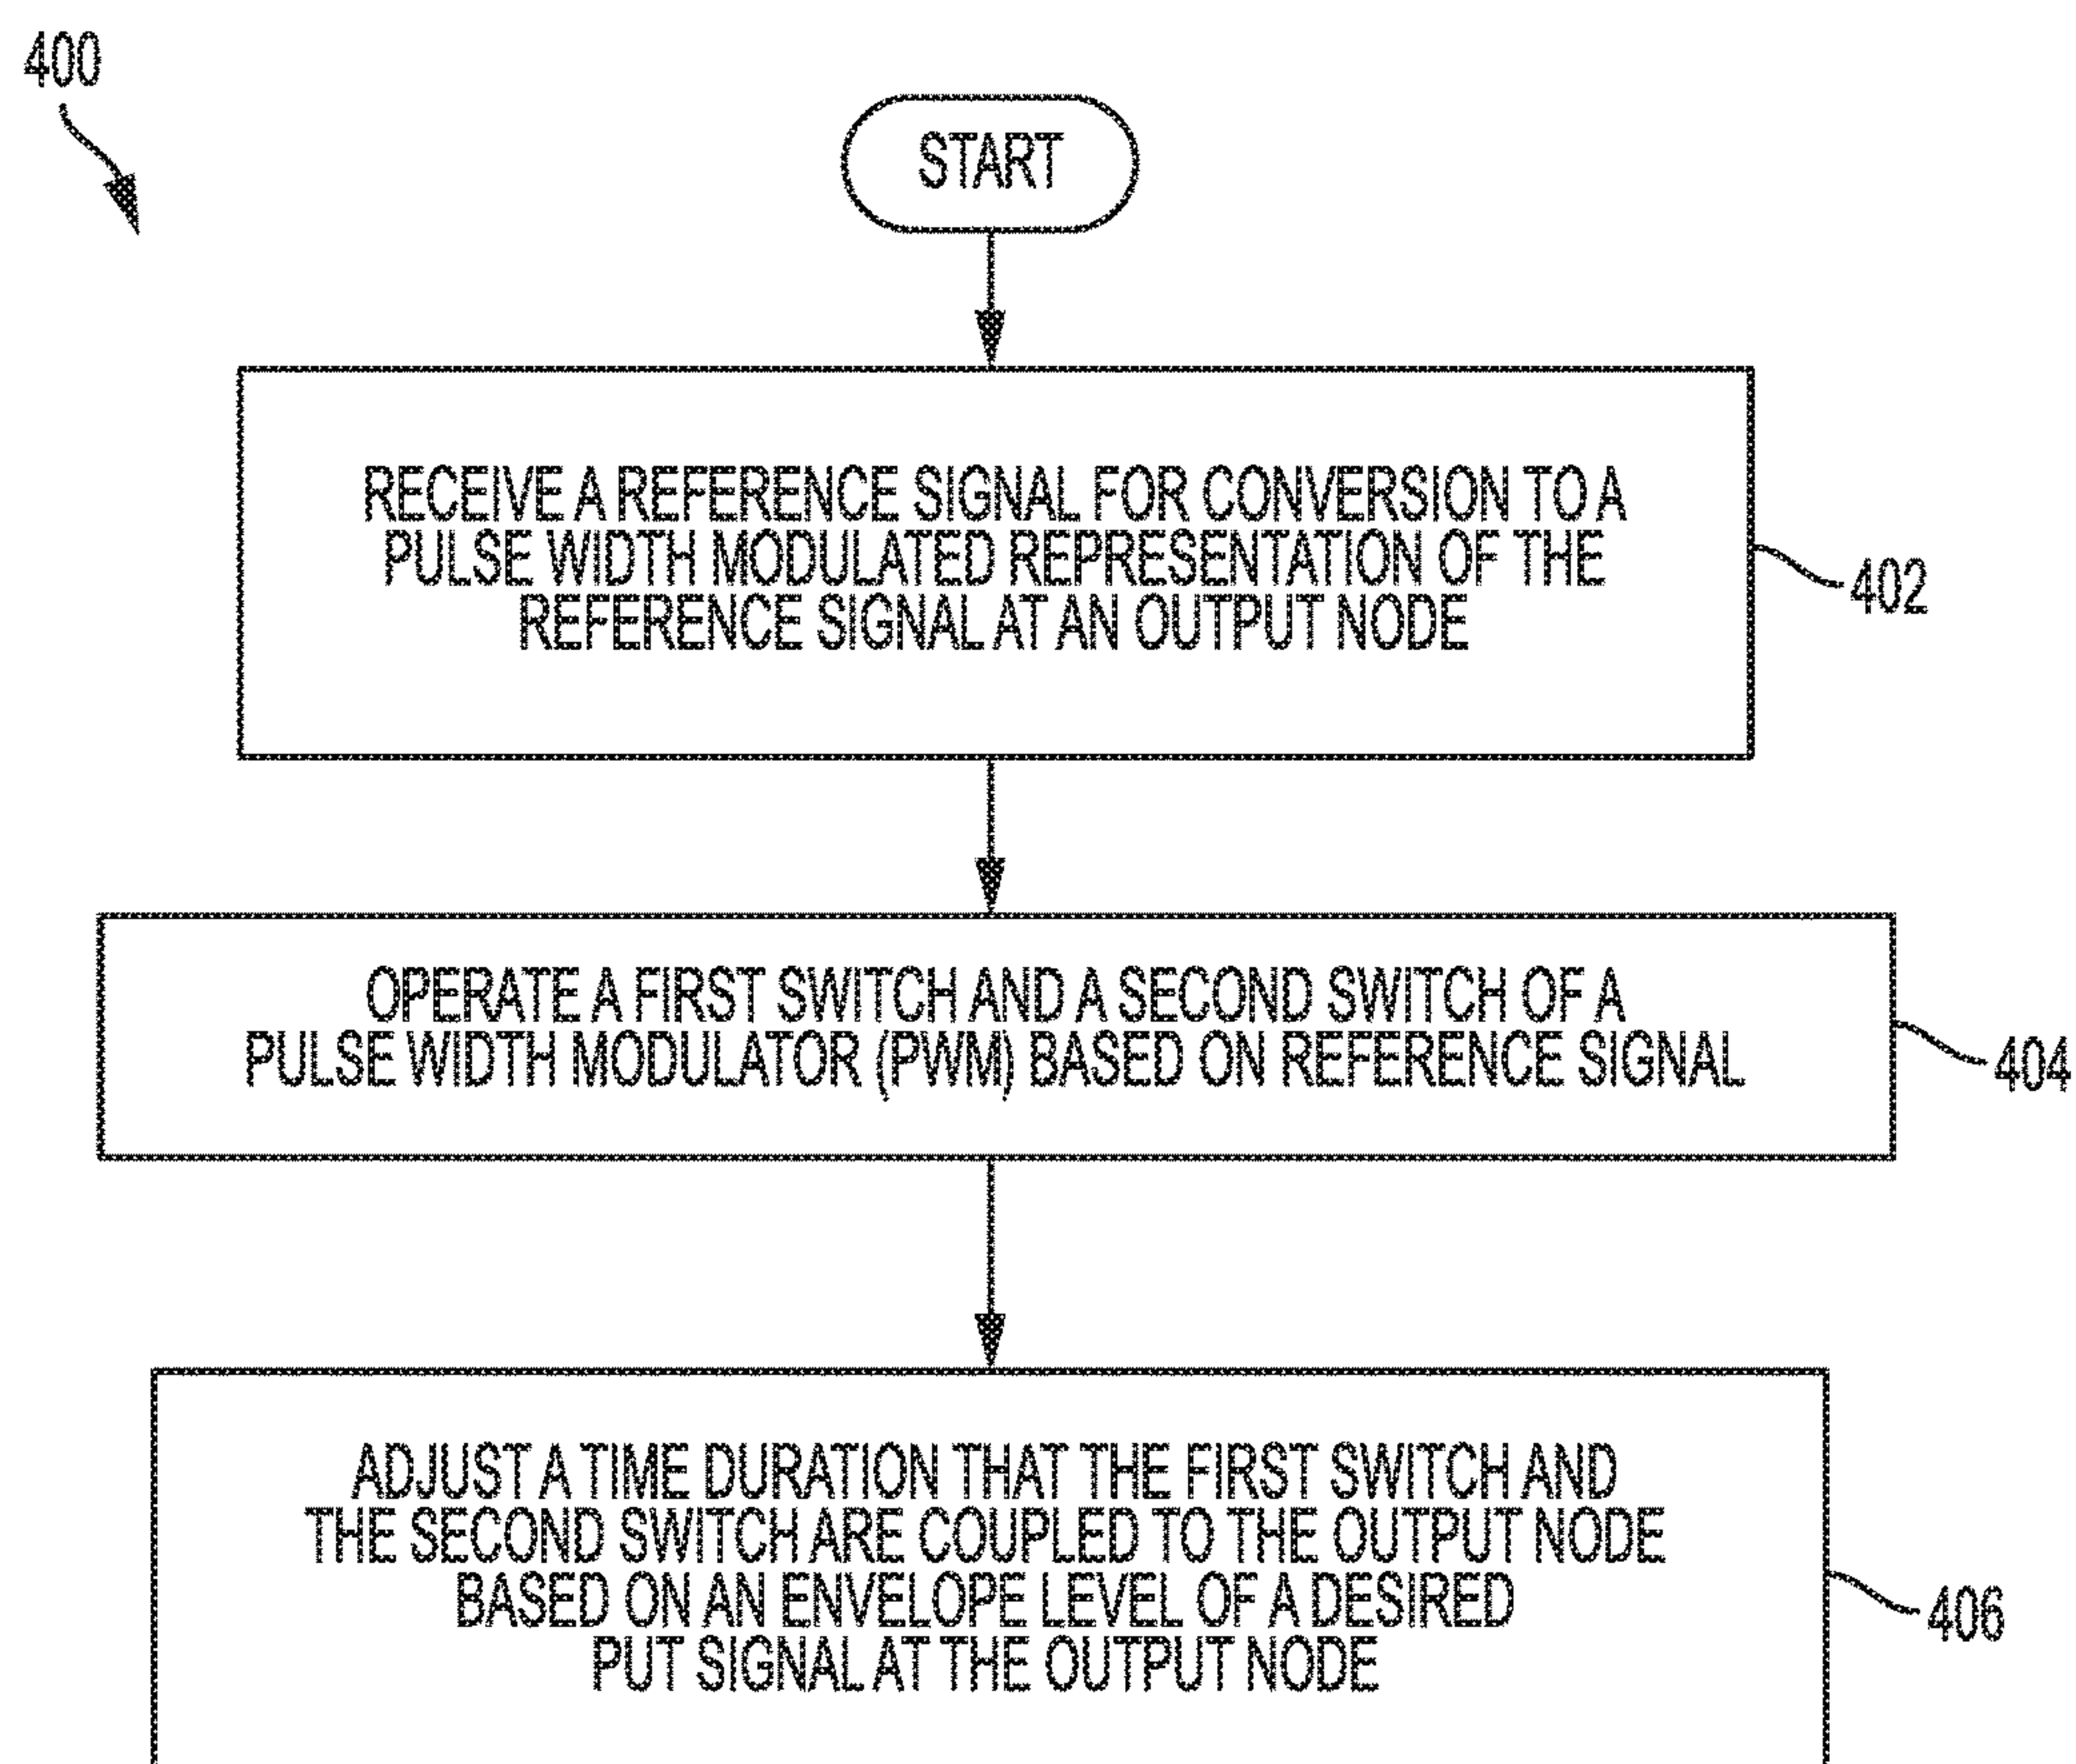 400
START
RECEIVE A REFERENCE SIGNAL FOR CONVERSION TO A
PULSE WIDTH MODULATED REPRESENTATION OF THE
REFERENCE SIGNAL AT AN OUTPUT NODE
402
OPERATE A FIRST SWITCH AND A SECOND SWITCH OF A
PULSE WIDTH MODULATOR (PWM) BASED ON REFERENCE SIGNAL
404
ADJUST A TIME DURATION THAT THE FIRST SWITCH AND
THE SECOND SWITCH ARE COUPLED TO THE OUTPUT NODE
BASED ON AN ENVELOPE LEVEL OF A DESIRED
PUT SIGNAL AT THE OUTPUT NODE
406